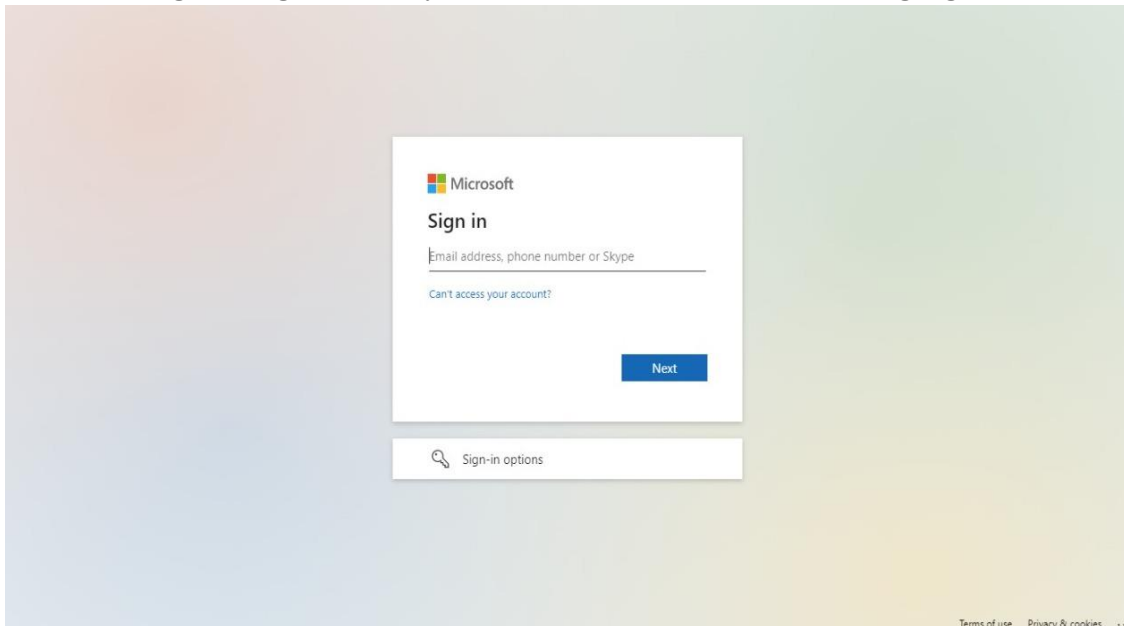 Microsoft
Sign in
Email address, phone number or Skype
Can't access your account?
Next
Sign-in options
Terms of use Privacy & cookies